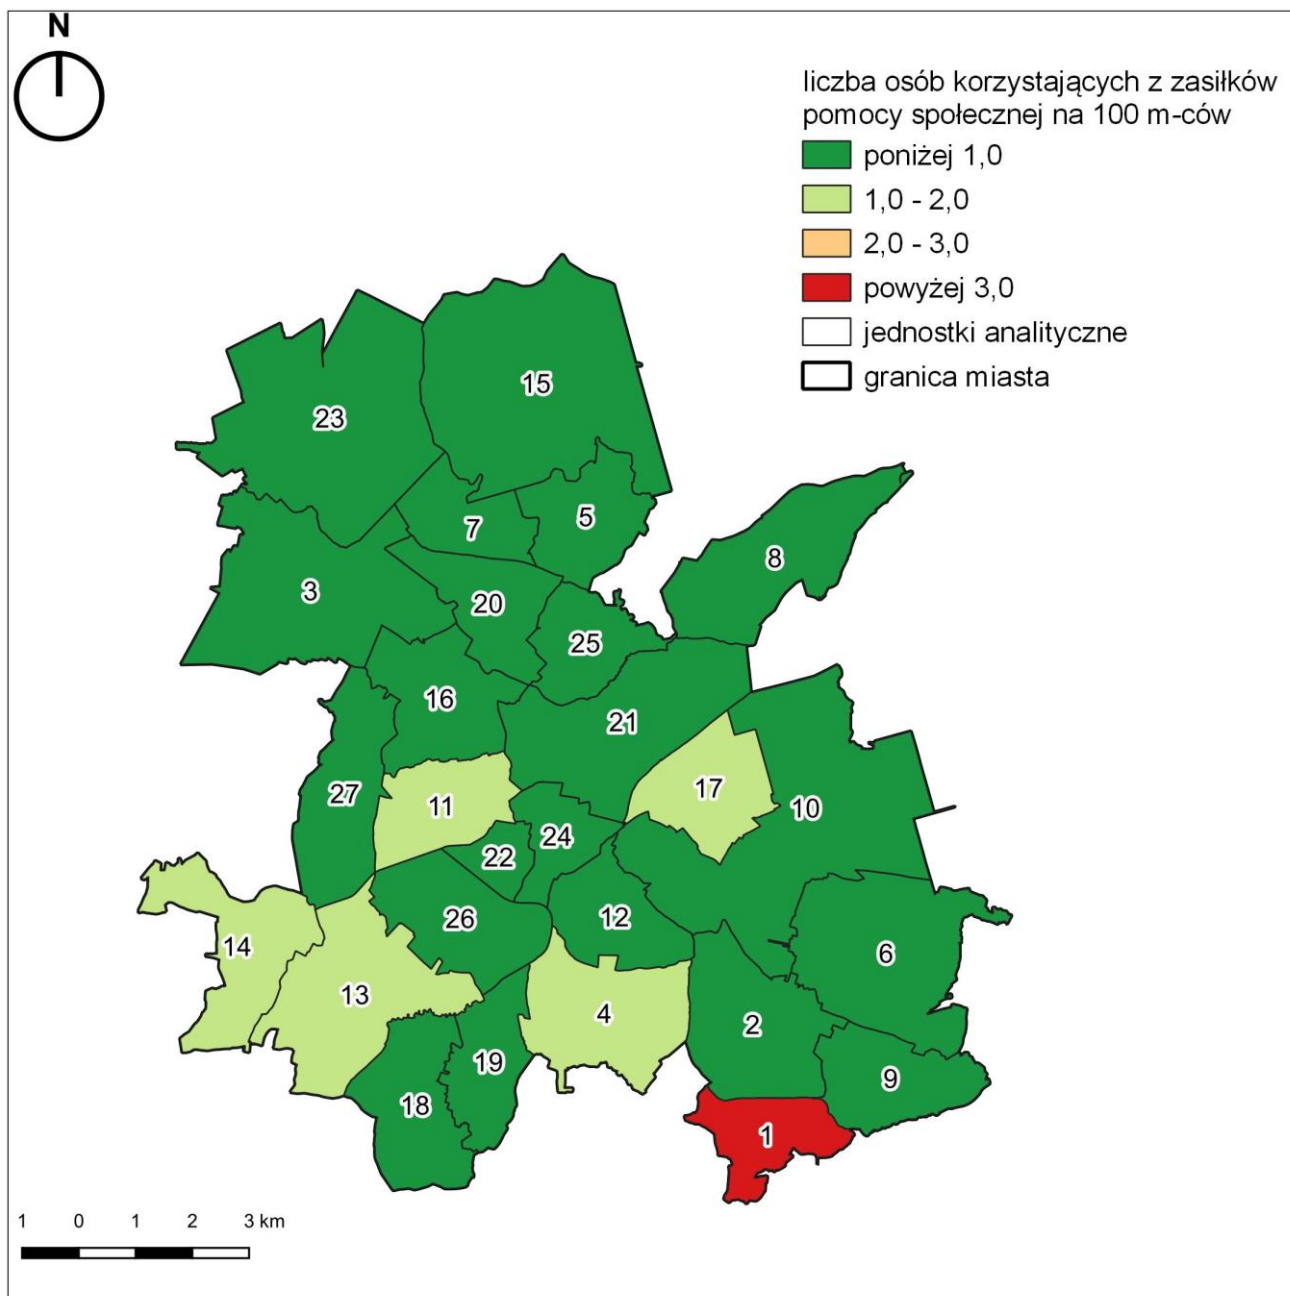 N
liczba osób korzystających z zasiłków
pomocy społecznej na 100 m-ców
poniżej 1,0
1,0 - 2,0
2,0 - 3,0
powyżej 3,0
jednostki analityczne
granica miasta
15
23
5
7
8
3
20
25
16
21
17
27
11
10
24
22
12
26
14
6
13
4
2
19
9
18
1
1 0 1 2 3 km